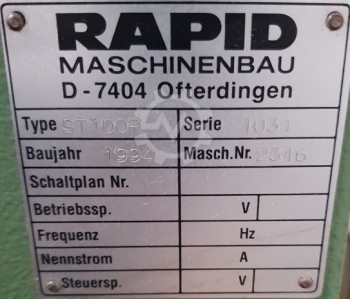 RAPID
MASCHINENBAU
D-7404 Ofterdingen
Type ST100R Serie 1031
Baujahr 1994 Masch.Nr. 2346
Schaltplan Nr.
Betriebssp. V
Frequenz Hz
Nennstrom A
Steuersp. V